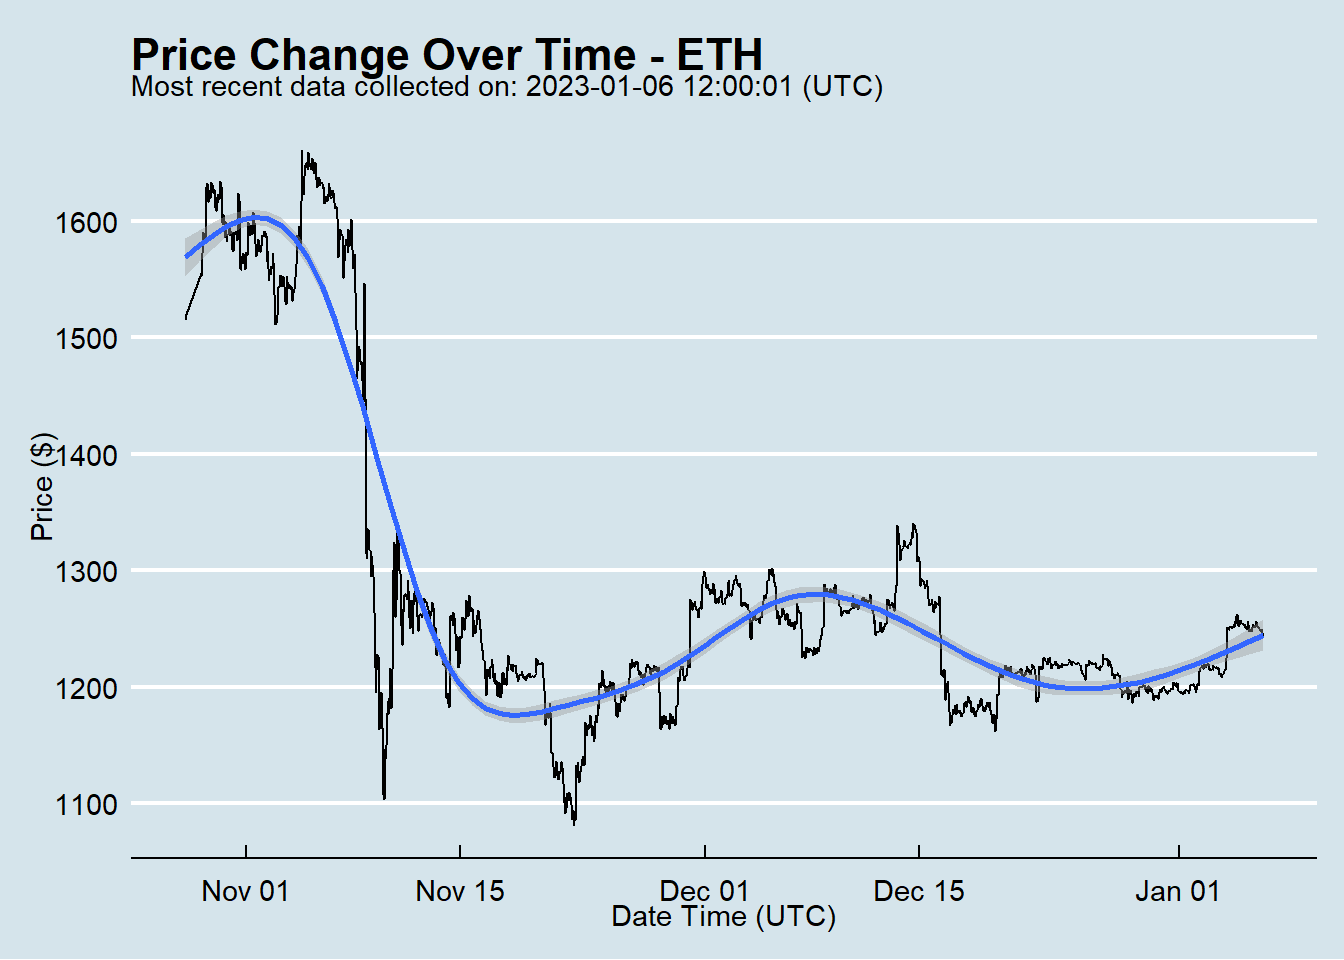 Price Change Over Time - ETH
Most recent data collected on: 2023-01-06 12:00:01 (UTC)
Price ($)
1600
1500
1400
1300
1200
1100
Nov 01 Nov 15 Dec 01 Dec 15 Jan 01
Date Time (UTC)